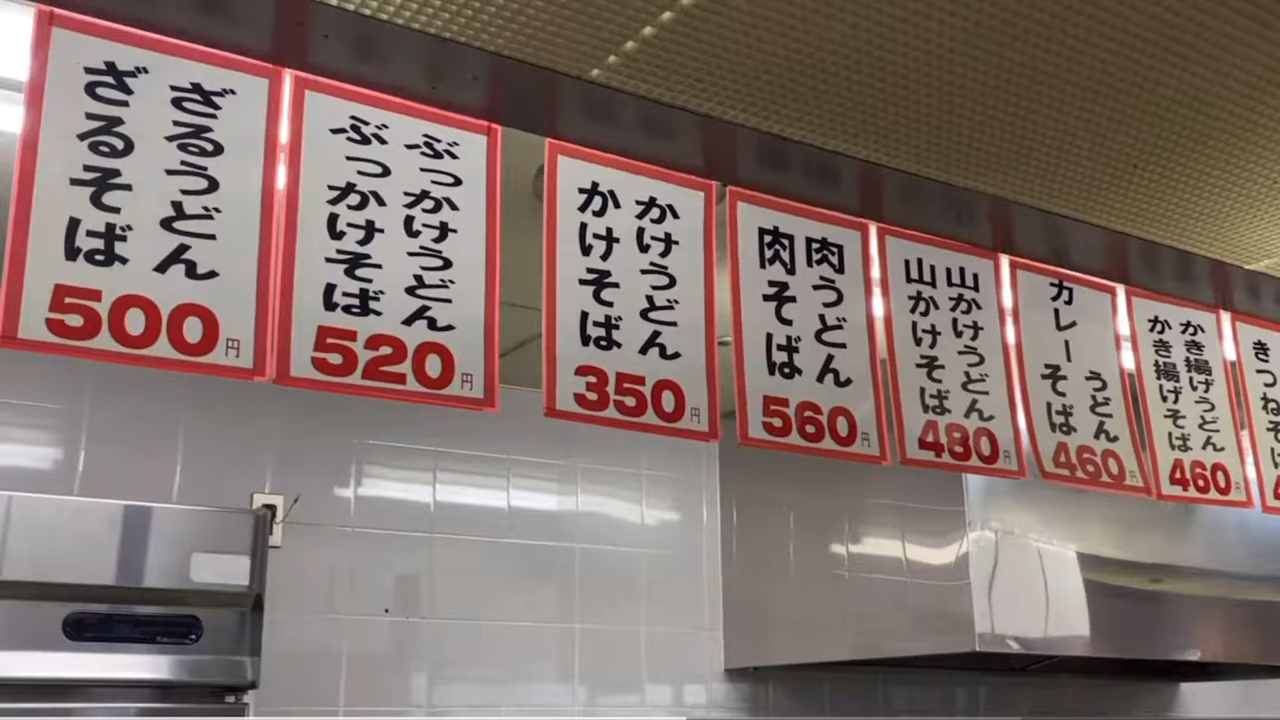 ざるうどん
ざるそば
500円
ぶっかけうどん
ぶっかけそば
520円
かけうどん
かけそば
350円
肉うどん
肉そば
560円
山かけうどん
山かけそば
480円
カレーうどん
そば
460円
かき揚げうどん
かき揚げそば
460円
きつねそば